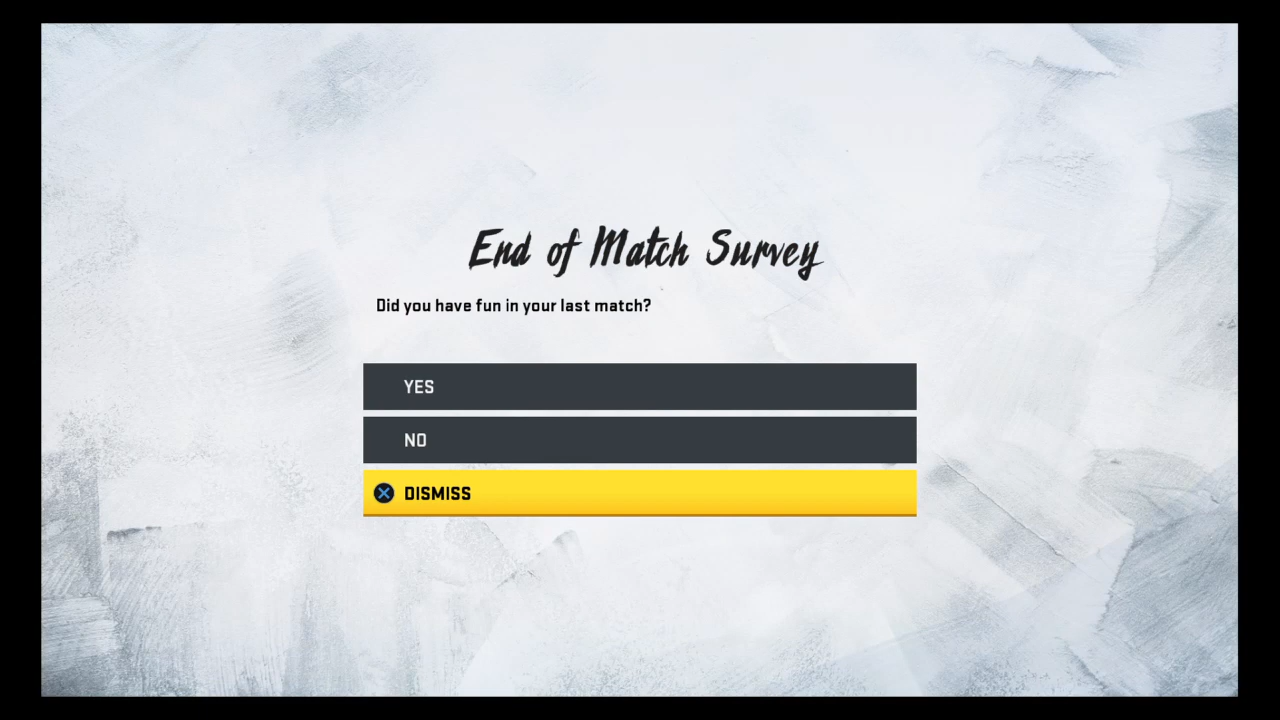 End of Match Survey
Did you have fun in your last match?
YES
NO
DISMISS